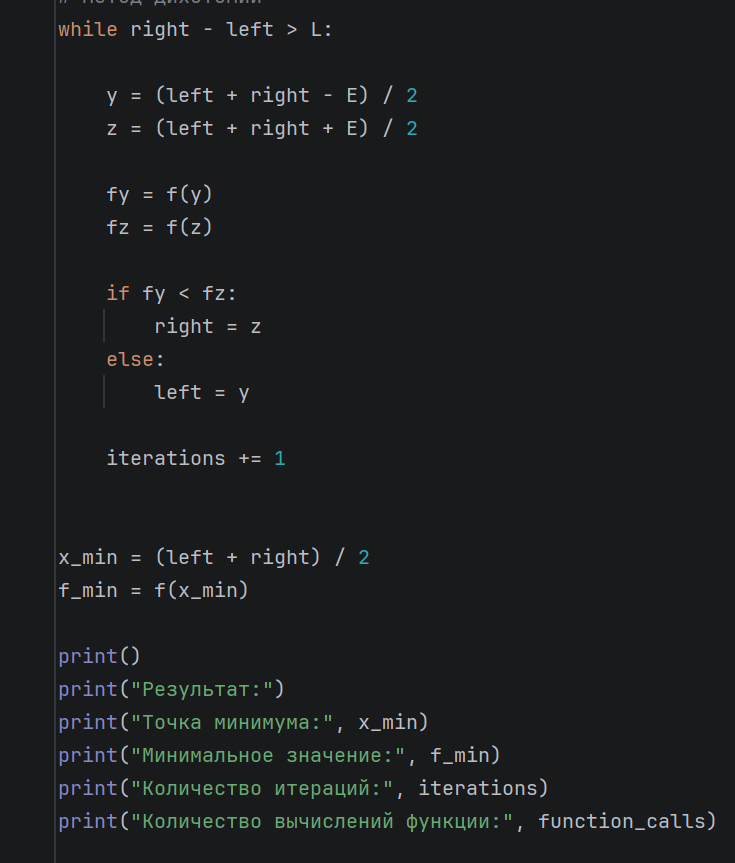 while right - left > L:
y = (left + right - E) / 2
z = (left + right + E) / 2
fy = f(y)
fz = f(z)
if fy < fz:
right = z
else:
left = y
iterations += 1
x_min = (left + right) / 2
f_min = f(x_min)
print()
print("Результат:")
print("Точка минимума:", x_min)
print("Минимальное значение:", f_min)
print("Количество итераций:", iterations)
print("Количество вычислений функции:", function_calls)